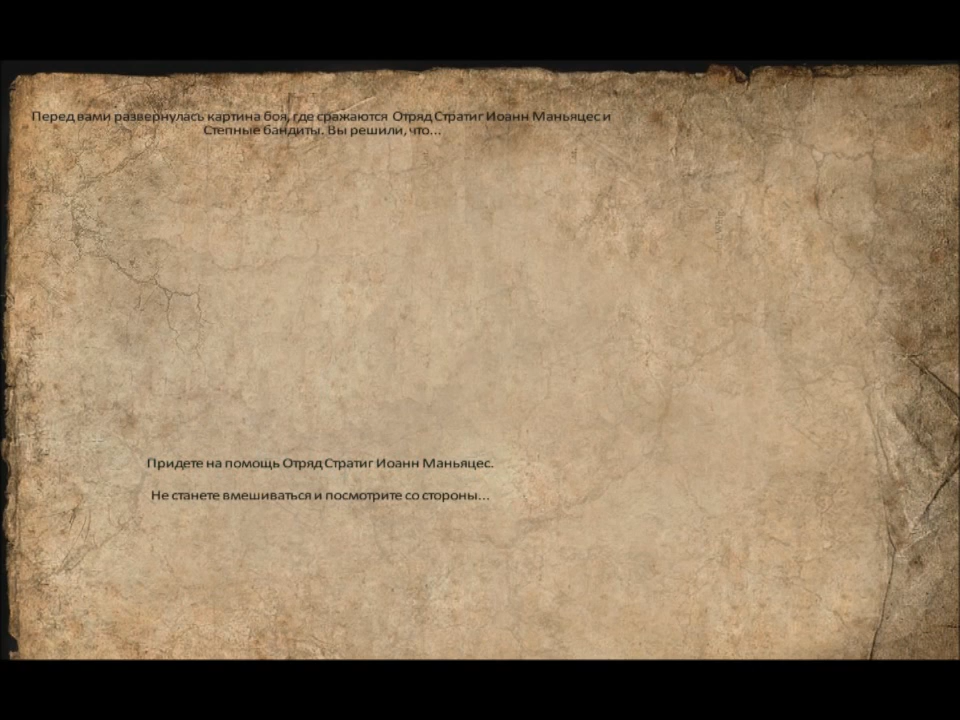 Перед вами развернулась картина боя, где сражаются Отряд Стратиг Иоанн Маньяцес и
Степные бандиты. Вы решили, что...
Придете на помощь Отряд Стратиг Иоанн Маньяцес.
Не станете вмешиваться и посмотрите со стороны...